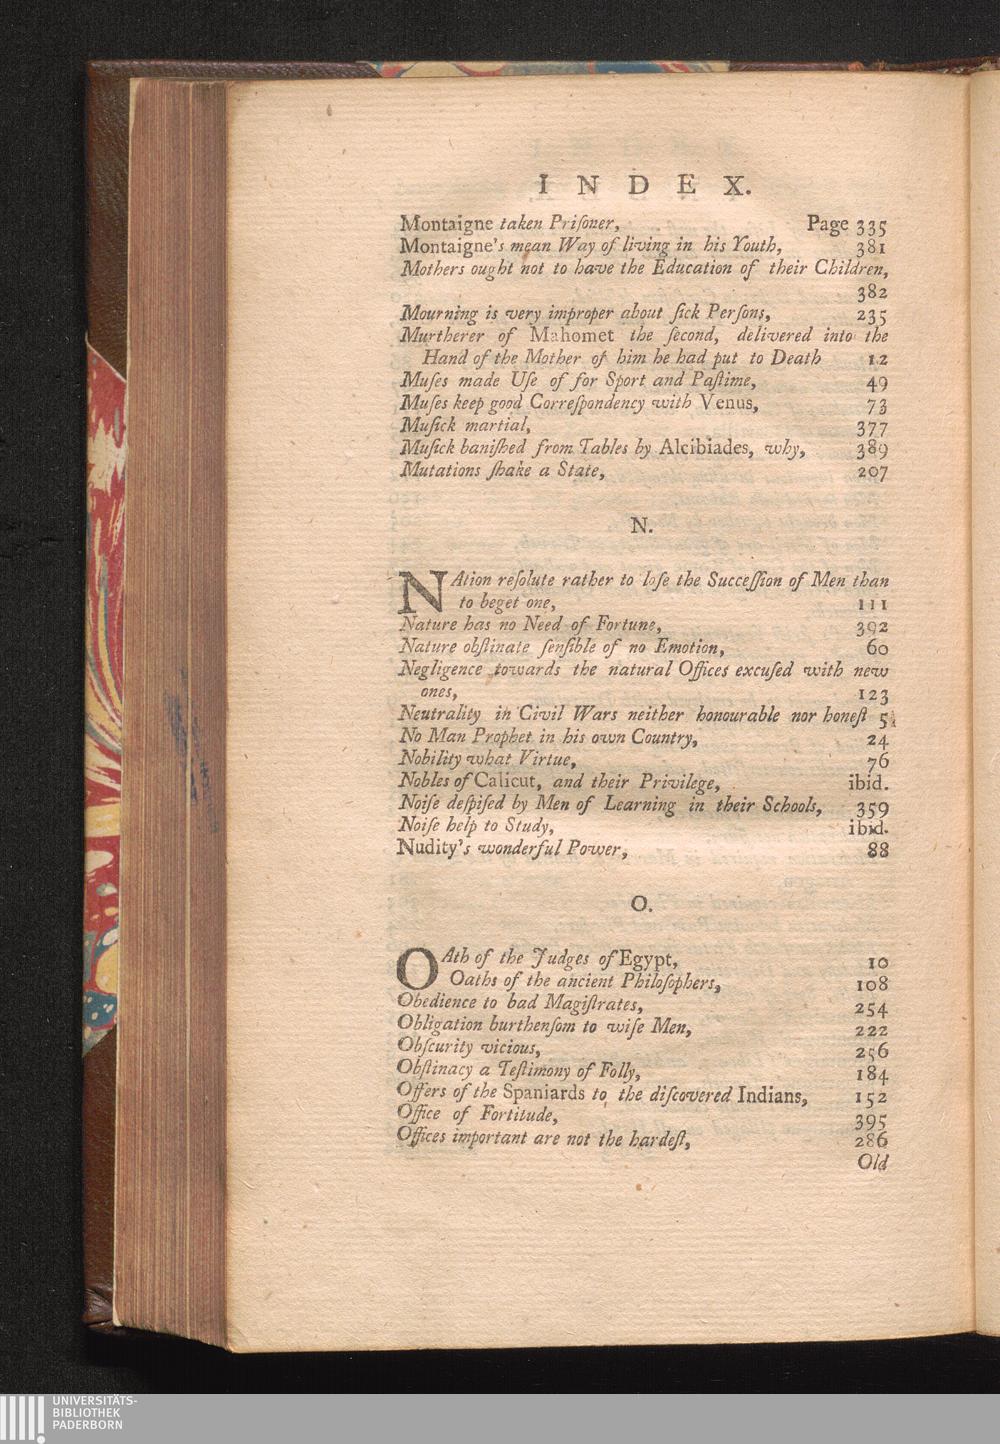 INDEX.
Montaigne taken Priſoner, Page 335
Montaigne's mean Way of living in his Youth, 381
Mothers ought not to have the Education of their Children,
382
Mourning is very improper about ſick Perſons, 235
Murtherer of Mahomet the ſecond, delivered into the
Hand of the Mother of him he had put to Death 12
Muſes made Uſe of for Sport and Paſtime, 49
Muſes keep good Correſpondency with Venus, 73
Muſick martial, 377
Muſick baniſhed from Tables by Alcibiades, why, 389
Mutations ſhake a State, 207
N.
NAtion reſolute rather to loſe the Succeſſion of Men than
to beget one, 111
Nature has no Need of Fortune, 392
Nature obſtinate ſenſible of no Emotion, 60
Negligence towards the natural Offices excuſed with new
ones, 123
Neutrality in Civil Wars neither honourable nor honeſt
No Man Prophet in his own Country, 24
Nobility what Virtue, 76
Nobles of Calicut, and their Privilege, ibid.
Noiſe deſpiſed by Men of Learning in their Schools, 359
Noiſe help to Study, ibid.
Nudity's wonderful Power, 88
O.
OAth of the Judges of Egypt, 10
Oaths of the ancient Philoſophers, 108
Obedience to bad Magiſtrates, 254
Obligation burthenſom to wiſe Men, 222
Obſcurity vicious, 256
Obſtinacy a Teſtimony of Folly, 184
Offers of the Spaniards to the diſcovered Indians, 152
Office of Fortitude, 395
Offices important are not the hardeſt, 286
Old
UNIVERSITÄTS-
BIBLIOTHEK
PADERBORN